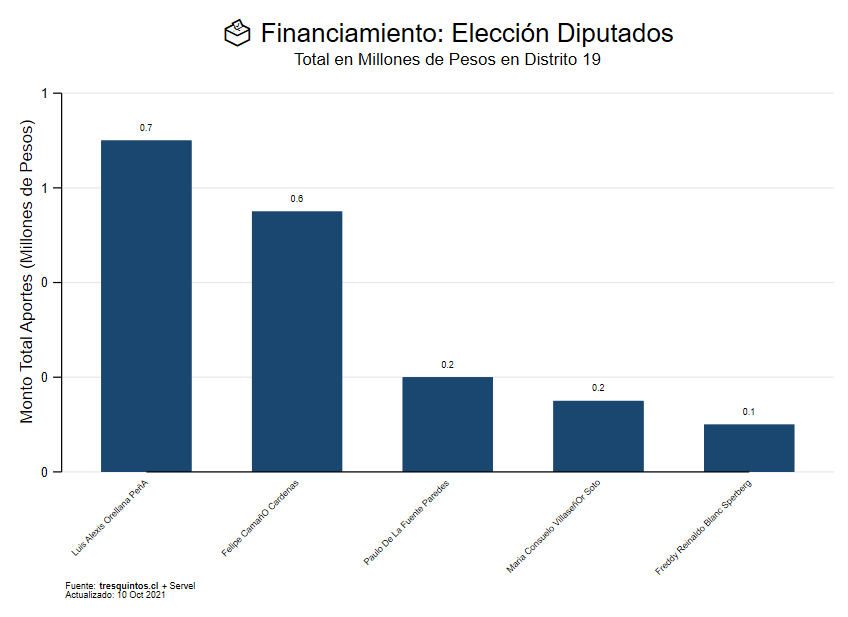 Financiamiento: Elección Diputados
Total en Millones de Pesos en Distrito 19
Monto Total Aportes (Millones de Pesos)
1
1
0
0
0
0.7
0.6
0.2
0.2
0.1
Luis Alexis Orellana PeñA
Felipe CamañO Cardenas
Paulo De La Fuente Paredes
Maria Consuelo VillaseñOr Soto
Freddy Reinaldo Blanc Sperberg
Fuente: tresquintos.cl + Servel
Actualizado: 10 Oct 2021